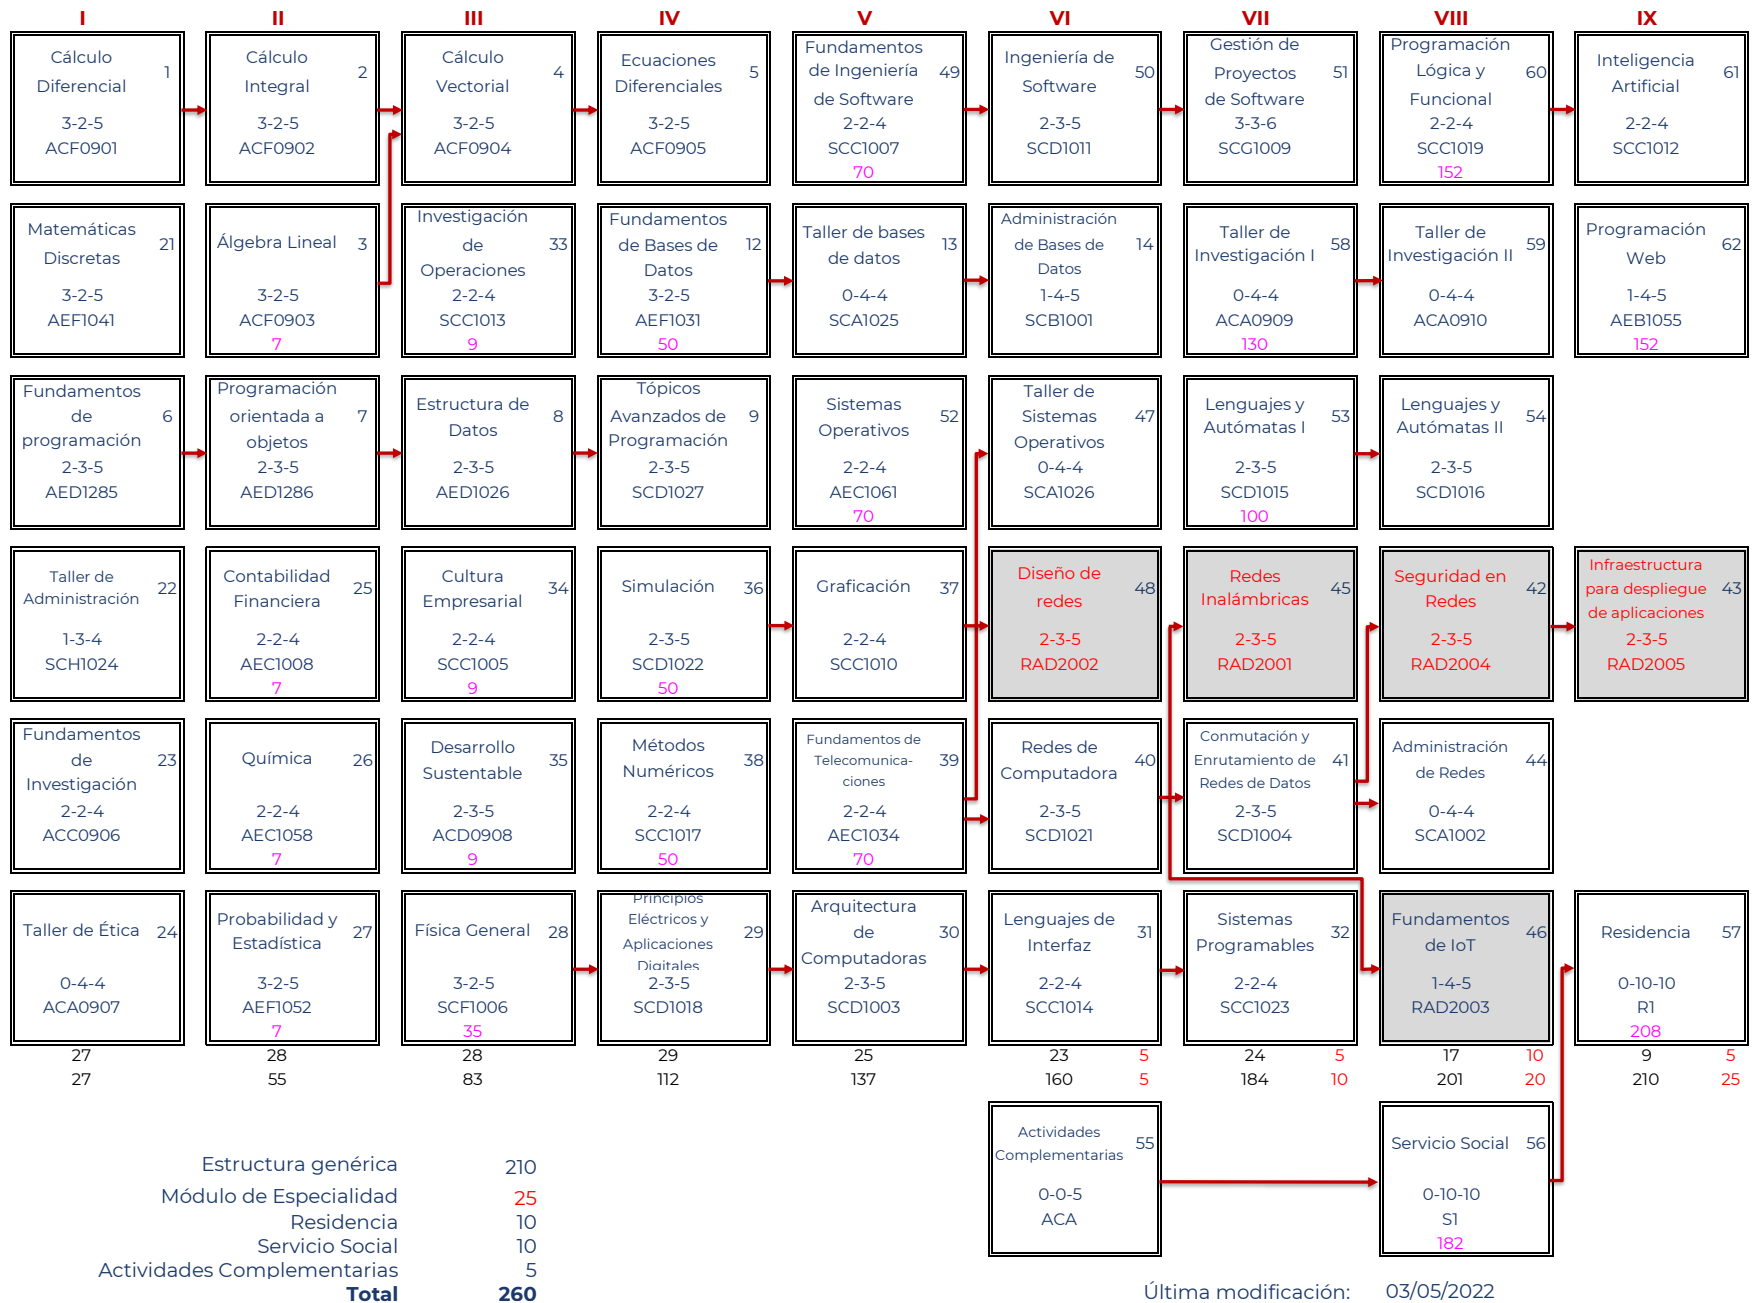 I II III IV V VI VII VIII IX
Cálculo
Diferencial
1
3-2-5
ACF0901
Cálculo
Integral
2
3-2-5
ACF0902
Cálculo
Vectorial
4
3-2-5
ACF0904
Ecuaciones
Diferenciales
5
3-2-5
ACF0905
Fundamentos
de Ingeniería
de Software
49
2-2-4
SCC1007
70
Ingeniería de
Software
50
2-3-5
SCD1011
Gestión de
Proyectos
de Software
51
3-3-6
SCG1009
Programación
Lógica y
Funcional
60
2-2-4
SCC1019
152
Inteligencia
Artificial
61
2-2-4
SCC1012
Matemáticas
Discretas
21
3-2-5
AEF1041
Álgebra Lineal
3
3-2-5
ACF0903
7
Investigación
de
Operaciones
33
2-2-4
SCC1013
9
Fundamentos
de Bases de
Datos
12
3-2-5
AEF1031
50
Taller de bases
de datos
13
0-4-4
SCA1025
Administración
de Bases de
Datos
14
1-4-5
SCB1001
Taller de
Investigación I
58
0-4-4
ACA0909
130
Taller de
Investigación II
59
0-4-4
ACA0910
Programación
Web
62
1-4-5
AEB1055
152
Fundamentos
de
programación
6
2-3-5
AED1285
Programación
orientada a
objetos
7
2-3-5
AED1286
Estructura de
Datos
8
2-3-5
AED1026
Tópicos
Avanzados de
Programación
9
2-3-5
SCD1027
Sistemas
Operativos
52
2-2-4
AEC1061
70
Taller de
Sistemas
Operativos
47
0-4-4
SCA1026
Lenguajes y
Autómatas I
53
2-3-5
SCD1015
100
Lenguajes y
Autómatas II
54
2-3-5
SCD1016
Taller de
Administración
22
1-3-4
SCH1024
Contabilidad
Financiera
25
2-2-4
AEC1008
7
Cultura
Empresarial
34
2-2-4
SCC1005
9
Simulación
36
2-3-5
SCD1022
50
Graficación
37
2-2-4
SCC1010
Diseño de
redes
48
2-3-5
RAD2002
Redes
Inalámbricas
45
2-3-5
RAD2001
Seguridad en
Redes
42
2-3-5
RAD2004
Infraestructura
para despliegue
de aplicaciones
43
2-3-5
RAD2005
Fundamentos
de
Investigación
23
2-2-4
ACC0906
Química
26
2-2-4
AEC1058
7
Desarrollo
Sustentable
35
2-3-5
ACD0908
9
Métodos
Numéricos
38
2-2-4
SCC1017
50
Fundamentos de
Telecomunica-
ciones
39
2-2-4
AEC1034
70
Redes de
Computadora
40
2-3-5
SCD1021
Conmutación y
Enrutamiento de
Redes de Datos
41
2-3-5
SCD1004
Administración
de Redes
44
0-4-4
SCA1002
Taller de Ética
24
0-4-4
ACA0907
Probabilidad y
Estadística
27
3-2-5
AEF1052
7
Física General
28
3-2-5
SCF1006
35
Principios
Eléctricos y
Aplicaciones
Digitales
29
2-3-5
SCD1018
Arquitectura
de
Computadoras
30
2-3-5
SCD1003
Lenguajes de
Interfaz
31
2-2-4
SCC1014
Sistemas
Programables
32
2-2-4
SCC1023
Fundamentos
de IoT
46
1-4-5
RAD2003
Residencia
57
0-10-10
R1
208
27 28 28 29 25 23 5 24 5 17 10 9 5
27 55 83 112 137 160 5 184 10 201 20 210 25
Actividades
Complementarias
55
0-0-5
ACA
Servicio Social
56
0-10-10
S1
182
Estructura genérica 210
Módulo de Especialidad 25
Residencia 10
Servicio Social 10
Actividades Complementarias 5
Total 260
Última modificación: 03/05/2022